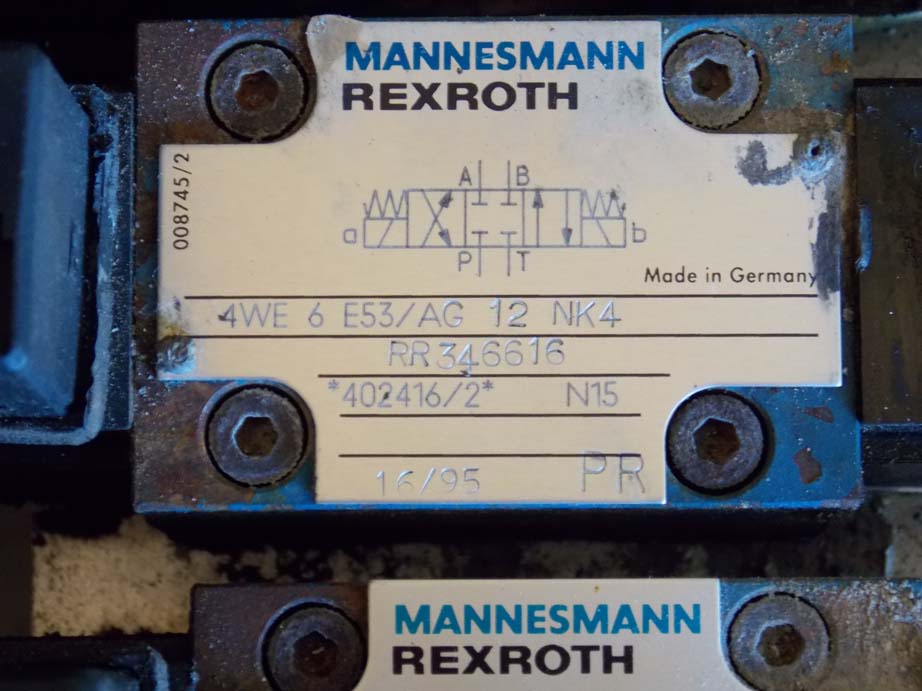 MANNESMANN
REXROTH
008745/2
A B
a b
P T
Made in Germany
4WE 6 E53/AG 12 NK4
RR346616
*402416/2* N15
16/95 PR
MANNESMANN
REXROTH